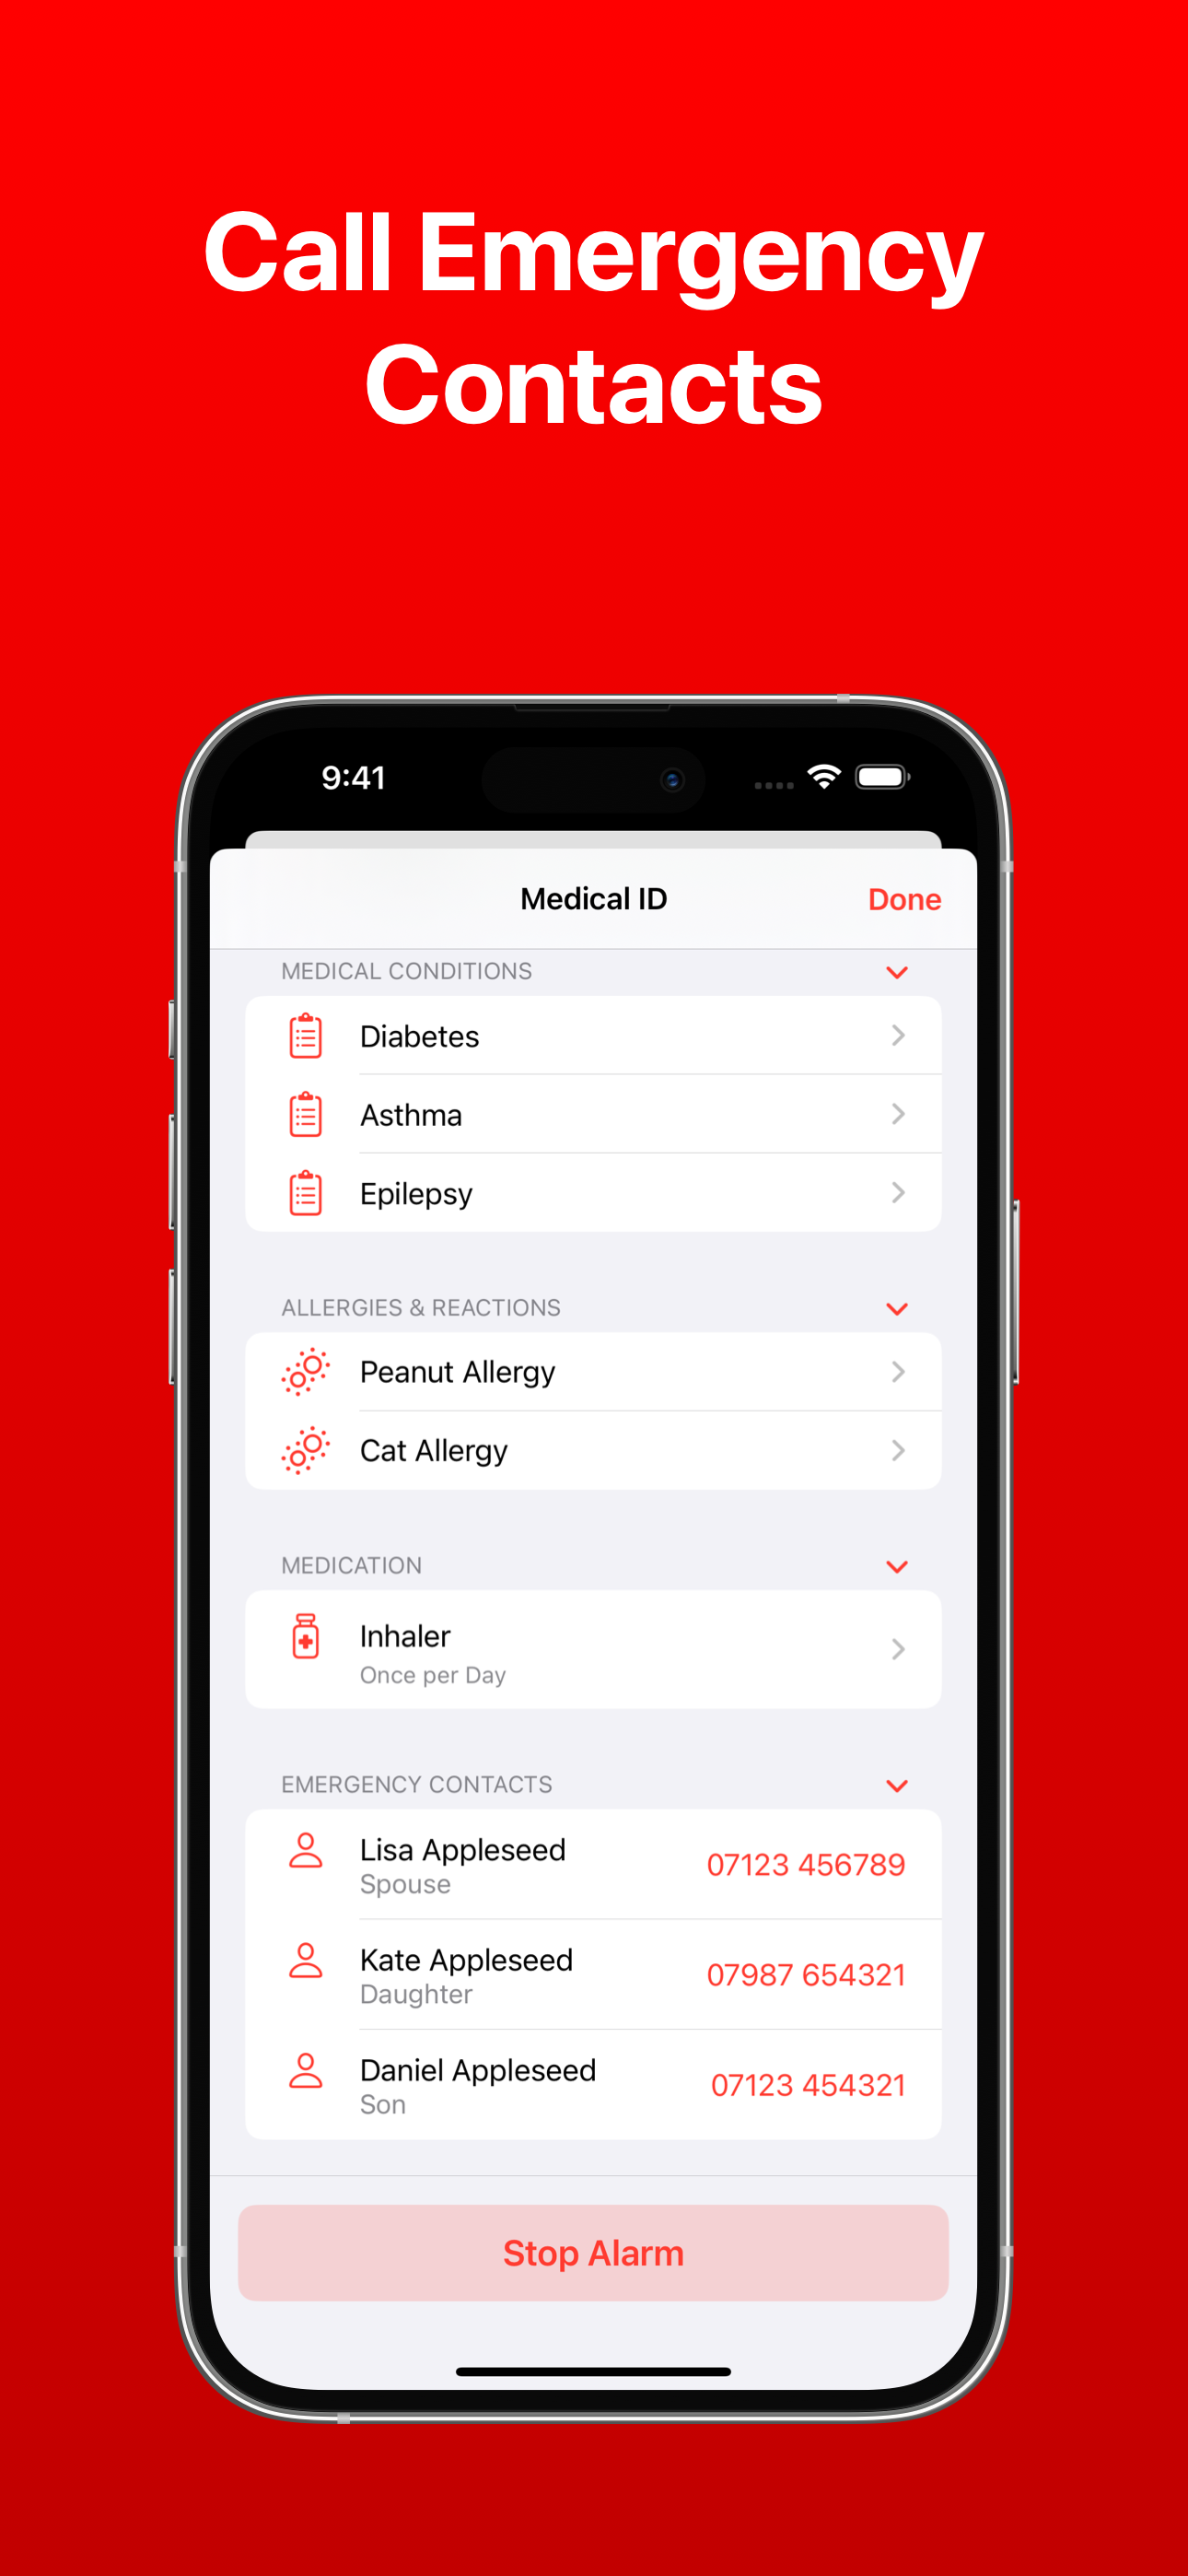 Call Emergency
Contacts
9:41
Medical ID
Done
MEDICAL CONDITIONS
Diabetes
Asthma
Epilepsy
ALLERGIES & REACTIONS
Peanut Allergy
Cat Allergy
MEDICATION
Inhaler
Once per Day
EMERGENCY CONTACTS
Lisa Appleseed
Spouse
07123 456789
Kate Appleseed
Daughter
07987 654321
Daniel Appleseed
Son
07123 454321
Stop Alarm